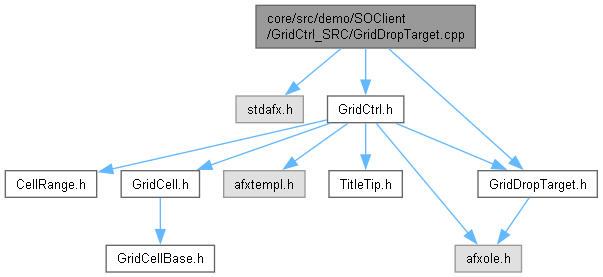 core/src/demo/SOClient
/GridCtrl_SRC/GridDropTarget.cpp
stdafx.h
GridCtrl.h
CellRange.h
GridCell.h
afxtempl.h
TitleTip.h
GridDropTarget.h
GridCellBase.h
afxole.h